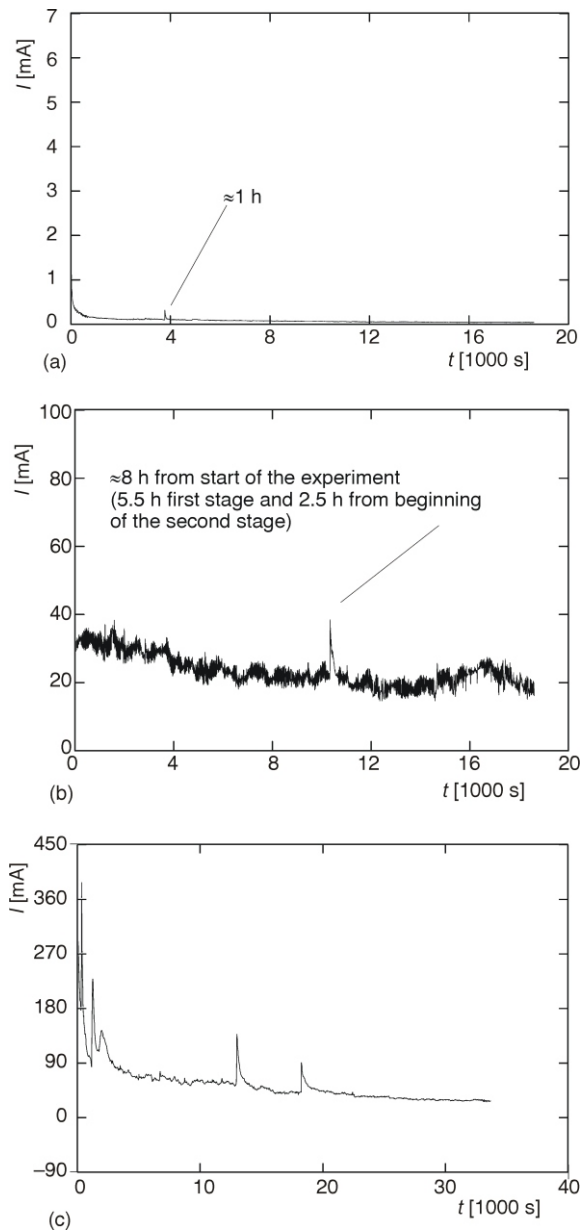 7
6
5
4
3
2
1
0
I [mA]
≈1 h
0 4 8 12 16 20
t [1000 s]
(a)
100
80
60
40
20
0
I [mA]
≈8 h from start of the experiment
(5.5 h first stage and 2.5 h from beginning
of the second stage)
0 4 8 12 16 20
t [1000 s]
(b)
450
360
270
180
90
0
–90
I [mA]
0 10 20 30 40
t [1000 s]
(c)